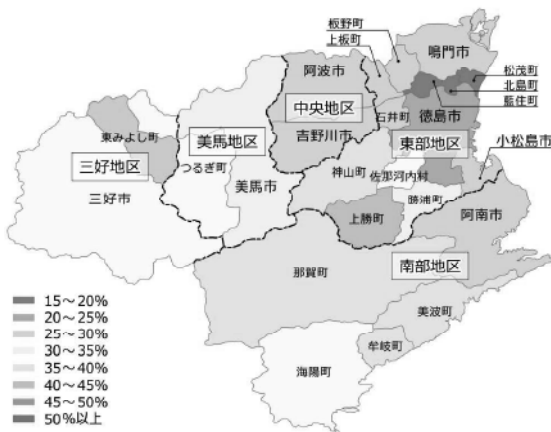 板野町
上板町
鳴門市
松茂町
北島町
藍住町
阿波市
中央地区
石井町
徳島市
東みよし町
美馬地区
吉野川市
東部地区
小松島市
三好地区
つるぎ町
神山町
佐那河内村
三好市
美馬市
勝浦町
上勝町
阿南市
那賀町
南部地区
美波町
牟岐町
海陽町
15～20%
20～25%
25～30%
30～35%
35～40%
40～45%
45～50%
50%以上